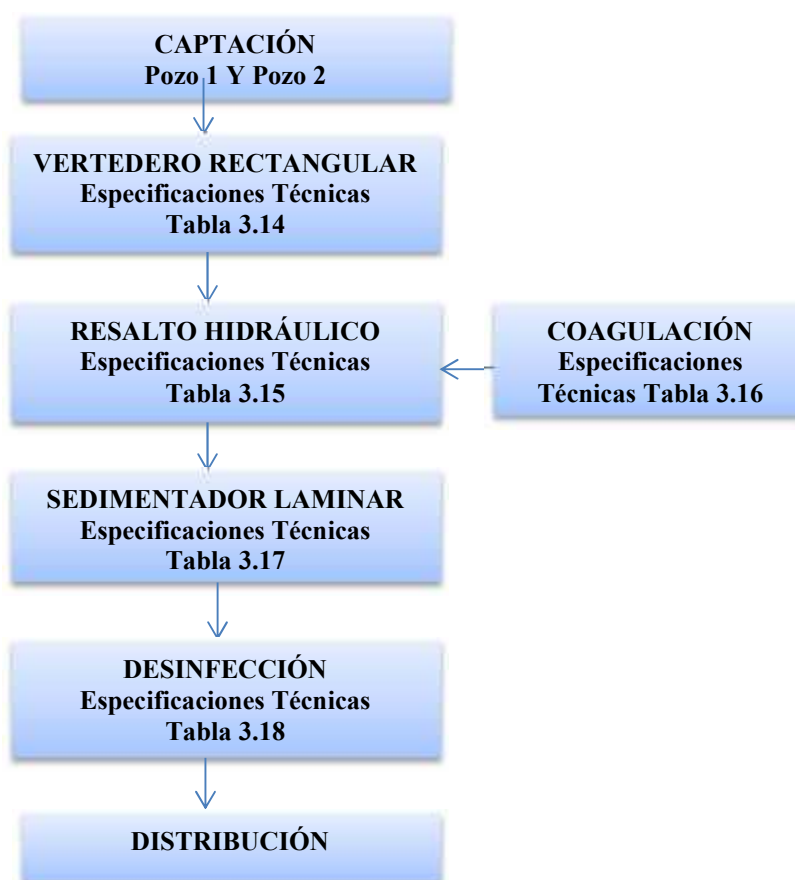 CAPTACIÓN
Pozo 1 Y Pozo 2
VERTEDERO RECTANGULAR
Especificaciones Técnicas
Tabla 3.14
RESALTO HIDRÁULICO
Especificaciones Técnicas
Tabla 3.15
COAGULACIÓN
Especificaciones
Técnicas Tabla 3.16
SEDIMENTADOR LAMINAR
Especificaciones Técnicas
Tabla 3.17
DESINFECCIÓN
Especificaciones Técnicas
Tabla 3.18
DISTRIBUCIÓN